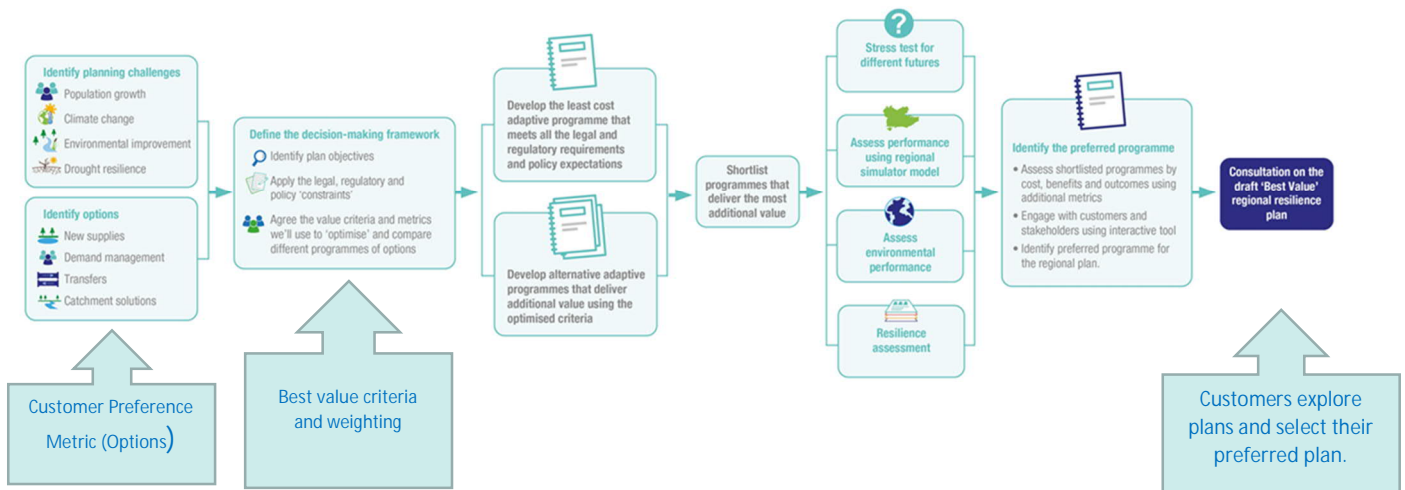 Identify planning challenges
Population growth
Climate change
Environmental improvement
Drought resilience
Identify options
New supplies
Demand management
Transfers
Catchment solutions
Customer Preference
Metric (Options)
Define the decision-making framework
Identify plan objectives
Apply the legal, regulatory and
policy ‘constraints’
Agree the value criteria and metrics
we’ll use to ‘optimise’ and compare
different programmes of options
Best value criteria
and weighting
Develop the least cost
adaptive programme that
meets all the legal and
regulatory requirements
and policy expectations
Develop alternative adaptive
programmes that deliver
additional value using the
optimised criteria
Shortlist
programmes that
deliver the most
additional value
?
Stress test for
different futures
Assess performance
using regional
simulator model
Assess
environmental
performance
Resilience
assessment
Identify the preferred programme
• Assess shortlisted programmes by
cost, benefits and outcomes using
additional metrics
• Engage with customers and
stakeholders using interactive tool
• Identify preferred programme for
the regional plan.
Consultation on the
draft ‘Best Value’
regional resilience
plan
Customers explore
plans and select their
preferred plan.